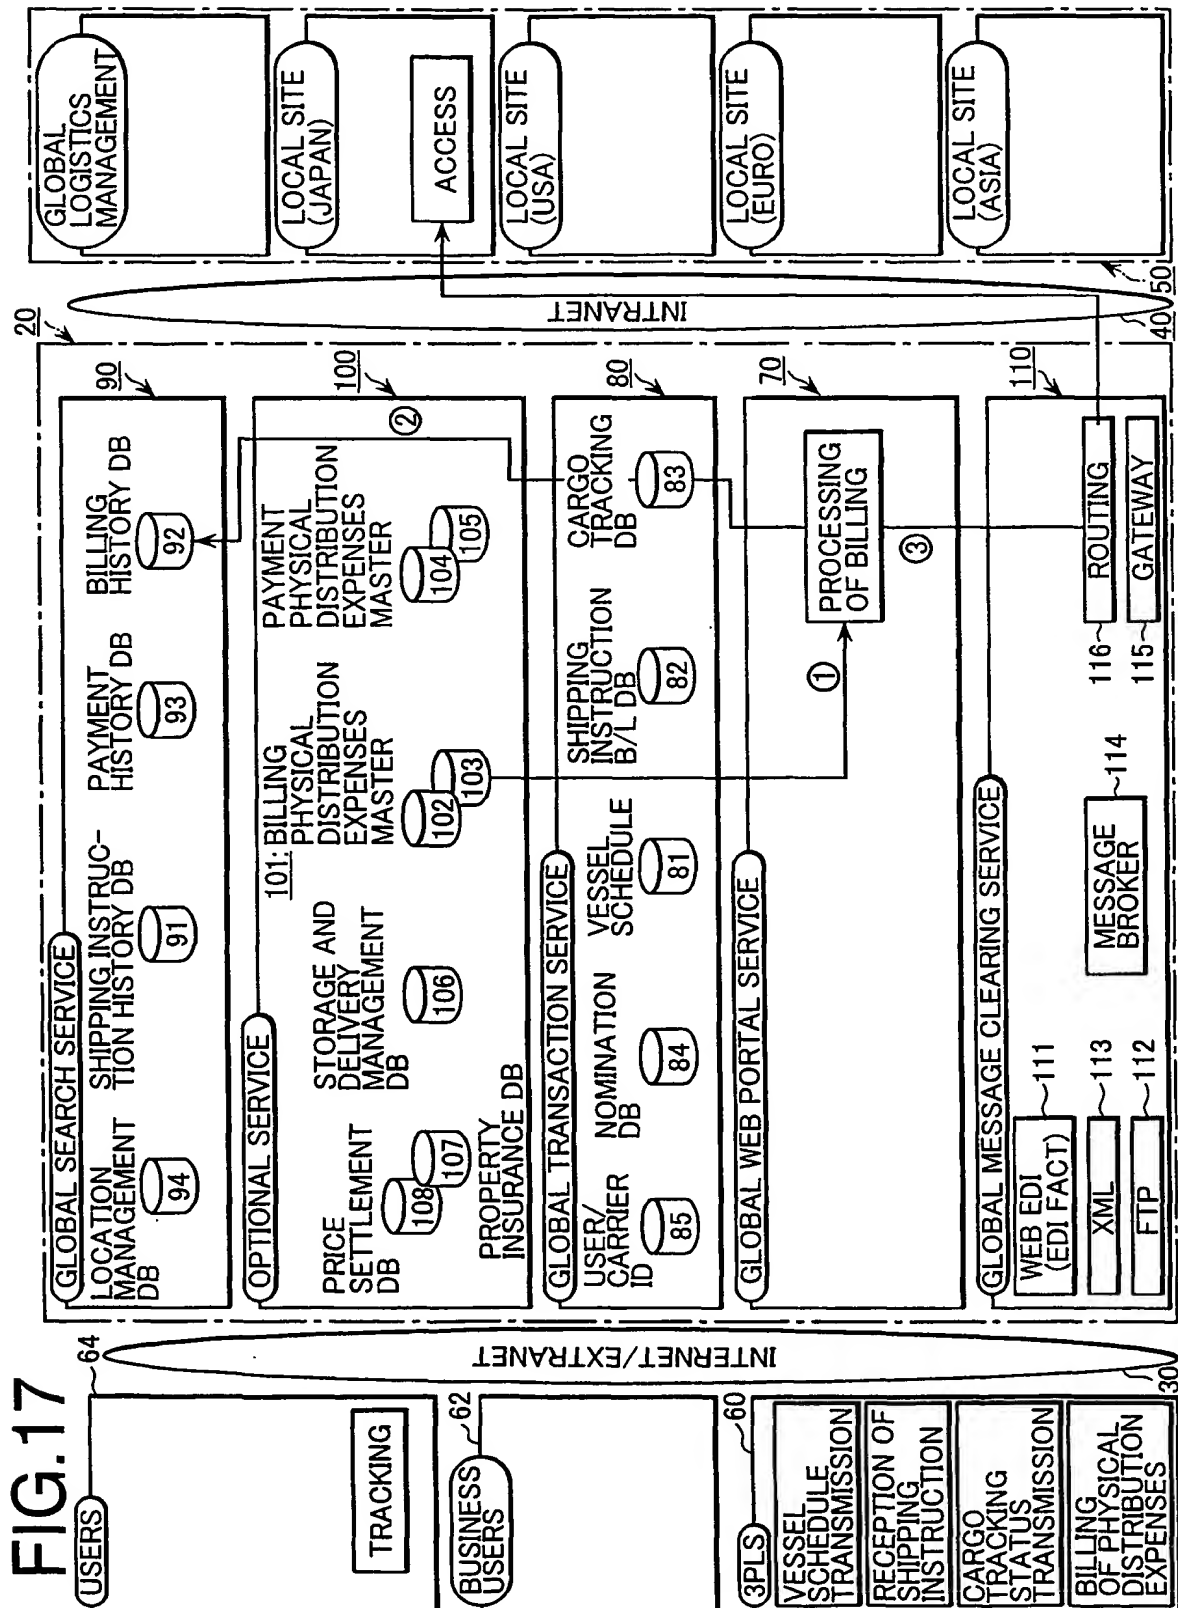 FIG.17
USERS
64
TRACKING
BUSINESS
USERS
62
3PLS
60
VESSEL
SCHEDULE
TRANSMISSION
RECEPTION OF
SHIPPING
INSTRUCTION
CARGO
TRACKING
STATUS
TRANSMISSION
BILLING
OF PHYSICAL
DISTRIBUTION
EXPENSES
INTERNET/EXTRANET
30
20
GLOBAL SEARCH SERVICE
90
LOCATION
MANAGEMENT
DB
94
SHIPPING INSTRUC-
TION HISTORY DB
91
PAYMENT
HISTORY DB
93
BILLING
HISTORY DB
92
OPTIONAL SERVICE
100
PRICE
SETTLEMENT
DB
108
107
PROPERTY
INSURANCE DB
STORAGE AND
DELIVERY
MANAGEMENT
DB
106
101: BILLING
PHYSICAL
DISTRIBUTION
EXPENSES
MASTER
102
103
PAYMENT
PHYSICAL
DISTRIBUTION
EXPENSES
MASTER
104
105
②
GLOBAL TRANSACTION SERVICE
80
USER/
CARRIER
ID
85
NOMINATION
DB
84
VESSEL
SCHEDULE
81
SHIPPING
INSTRUCTION
B/L DB
82
CARGO
TRACKING
DB
83
GLOBAL WEB PORTAL SERVICE
70
①
PROCESSING
OF BILLING
③
GLOBAL MESSAGE CLEARING SERVICE
110
WEB EDI
(EDI FACT)
111
XML
113
FTP
112
MESSAGE
BROKER
114
116
ROUTING
115
GATEWAY
INTRANET
40
50
GLOBAL
LOGISTICS
MANAGEMENT
LOCAL SITE
(JAPAN)
ACCESS
LOCAL SITE
(USA)
LOCAL SITE
(EURO)
LOCAL SITE
(ASIA)